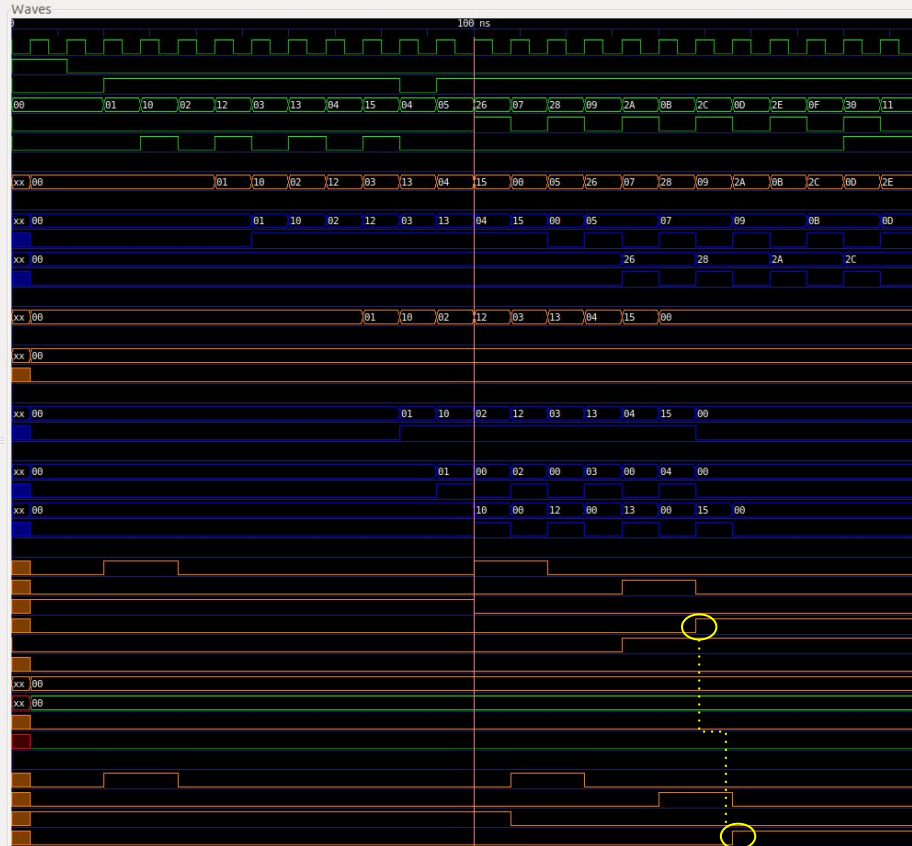 Waves
0 100 ns
00 01 10 02 12 03 13 04 15 04 05 26 07 28 09 2A 0B 2C 0D 2E 0F 30 11
xx 00 01 10 02 12 03 13 04 15 00 05 26 07 28 09 2A 0B 2C 0D 2E
xx 00 01 10 02 12 03 13 04 15 00 05 07 09 0B 0D
xx 00 26 28 2A 2C
xx 00 01 10 02 12 03 13 04 15 00
xx 00
xx 00 01 10 02 12 03 13 04 15 00
xx 00 01 00 02 00 03 00 04 00
xx 00 10 00 12 00 13 00 15 00
xx 00
xx 00